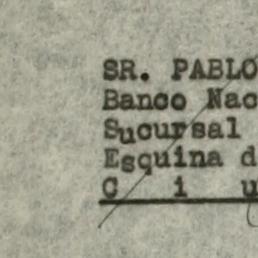 SR. PABLO
Banco Nac
Sucursal
Esquina d
C i u